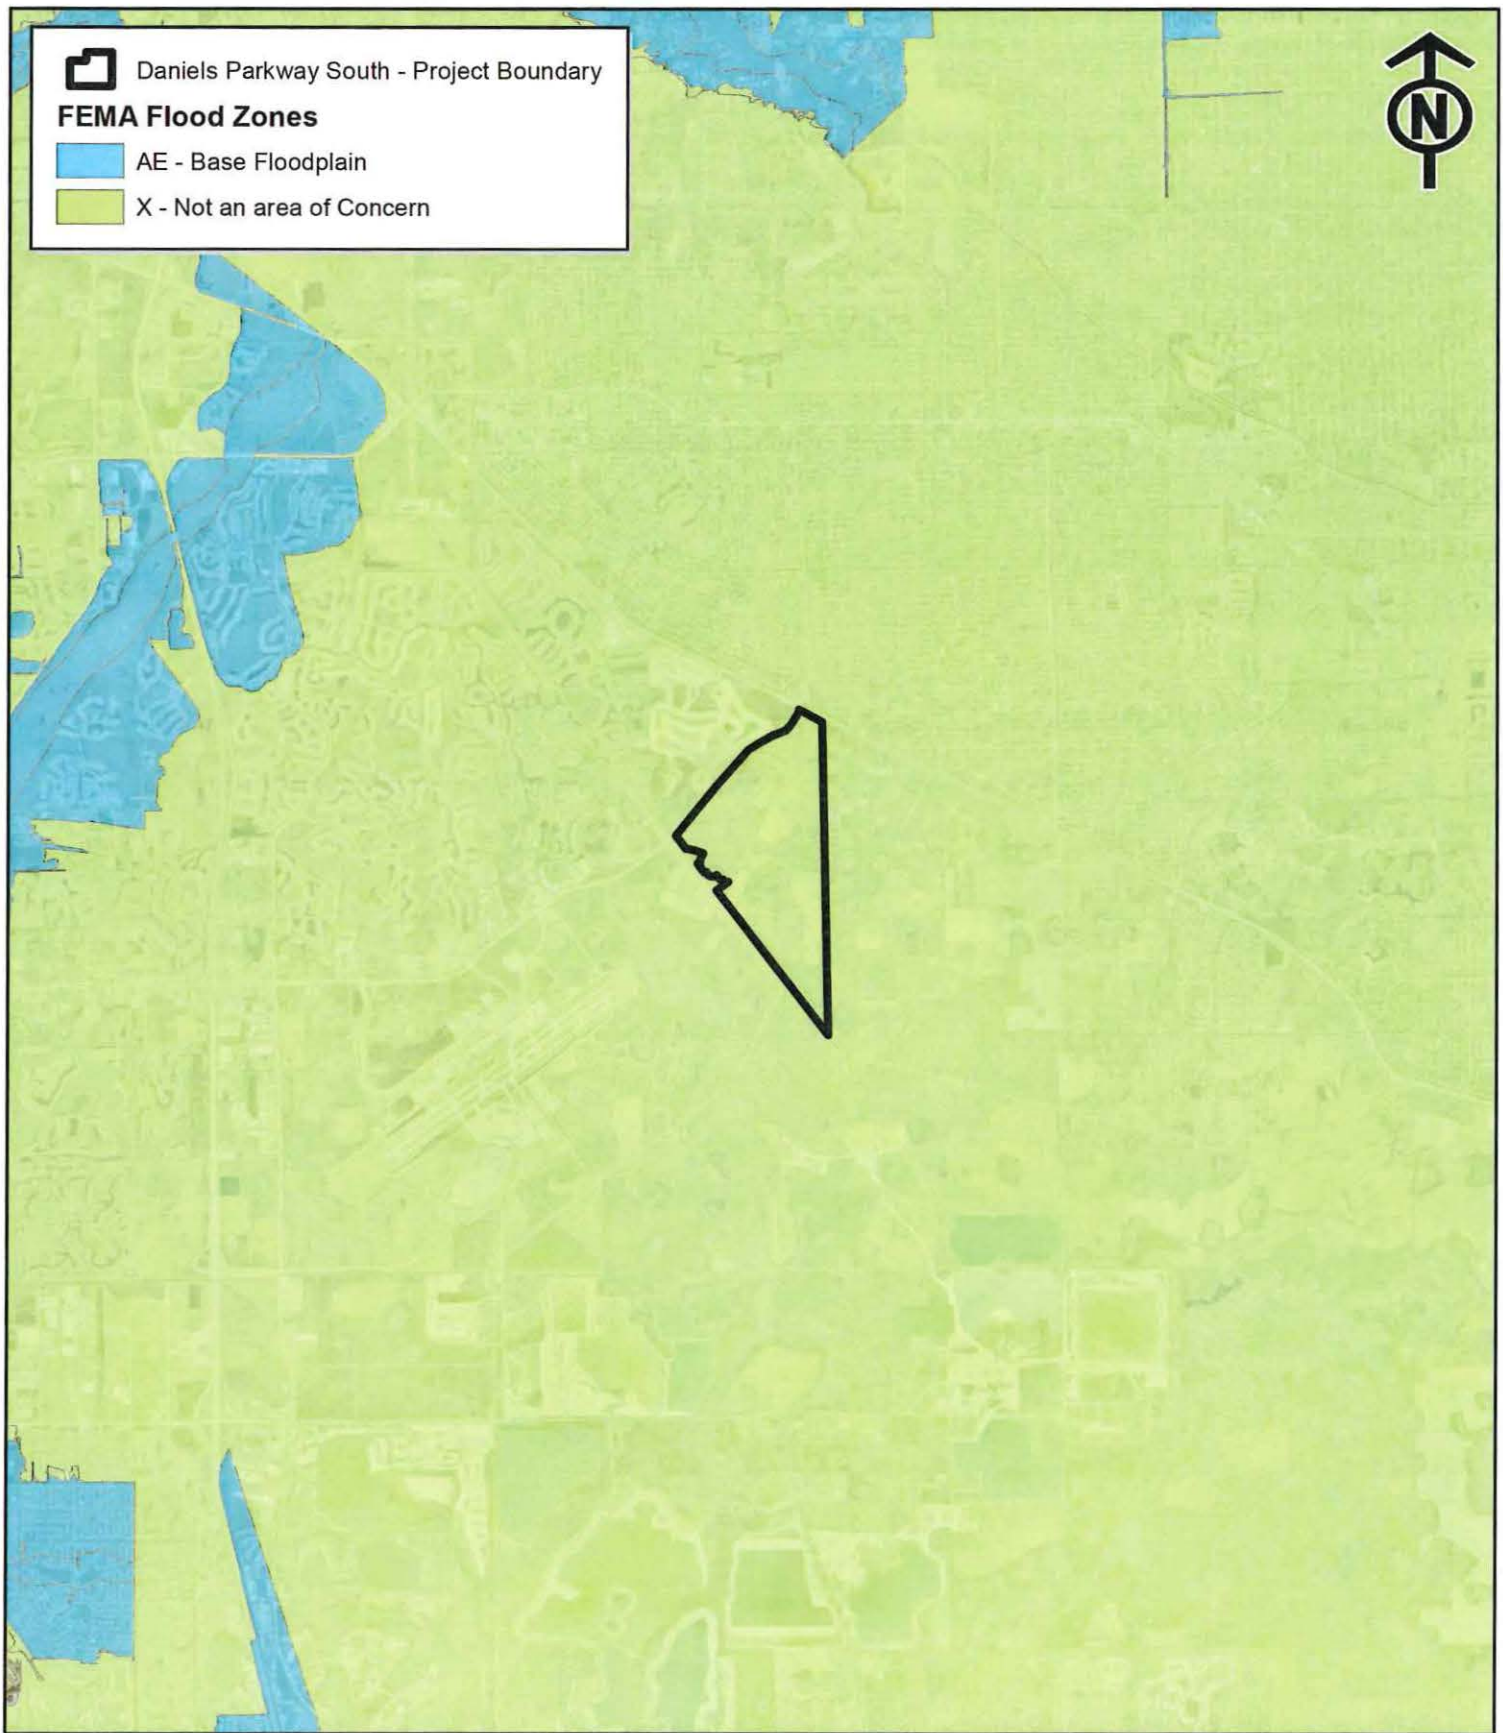 Daniels Parkway South - Project Boundary
FEMA Flood Zones
AE - Base Floodplain
X - Not an area of Concern
N